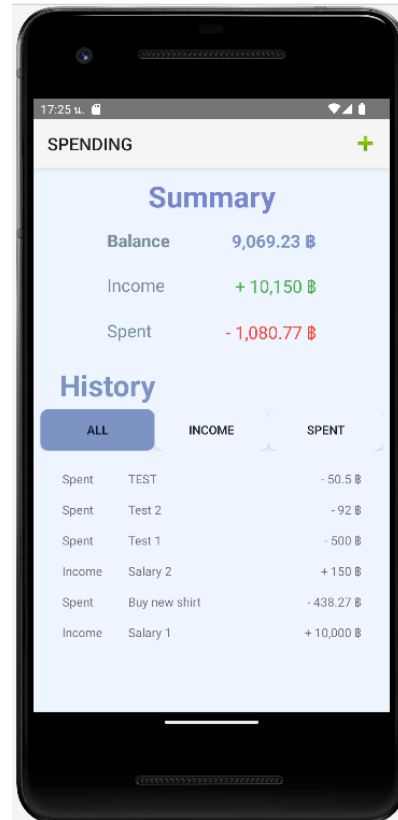 17:25 น.
SPENDING +
Summary
Balance 9,069.23 ฿
Income + 10,150 ฿
Spent - 1,080.77 ฿
History
ALL INCOME SPENT
Spent TEST - 50.5 ฿
Spent Test 2 - 92 ฿
Spent Test 1 - 500 ฿
Income Salary 2 + 150 ฿
Spent Buy new shirt - 438.27 ฿
Income Salary 1 + 10,000 ฿